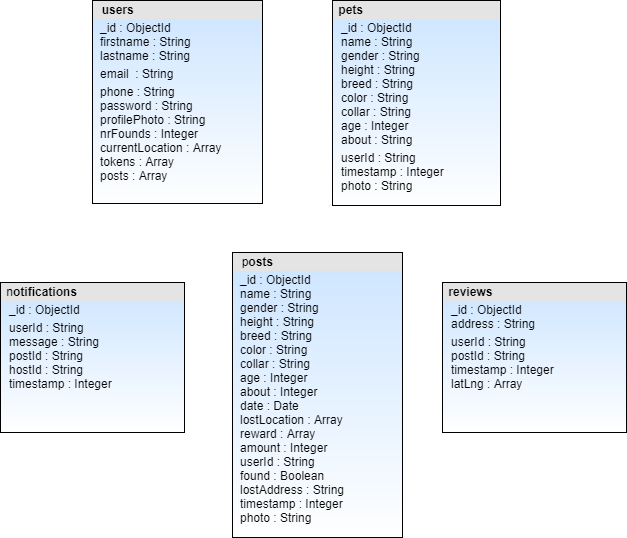 users
_id : ObjectId
firstname : String
lastname : String
email : String
phone : String
password : String
profilePhoto : String
nrFounds : Integer
currentLocation : Array
tokens : Array
posts : Array
pets
_id : ObjectId
name : String
gender : String
height : String
breed : String
color : String
collar : String
age : Integer
about : String
userId : String
timestamp : Integer
photo : String
notifications
_id : ObjectId
userId : String
message : String
postId : String
hostId : String
timestamp : Integer
posts
_id : ObjectId
name : String
gender : String
height : String
breed : String
color : String
collar : String
age : Integer
about : Integer
date : Date
lostLocation : Array
reward : Array
amount : Integer
userId : String
found : Boolean
lostAddress : String
timestamp : Integer
photo : String
reviews
_id : ObjectId
address : String
userId : String
postId : String
timestamp : Integer
latLng : Array